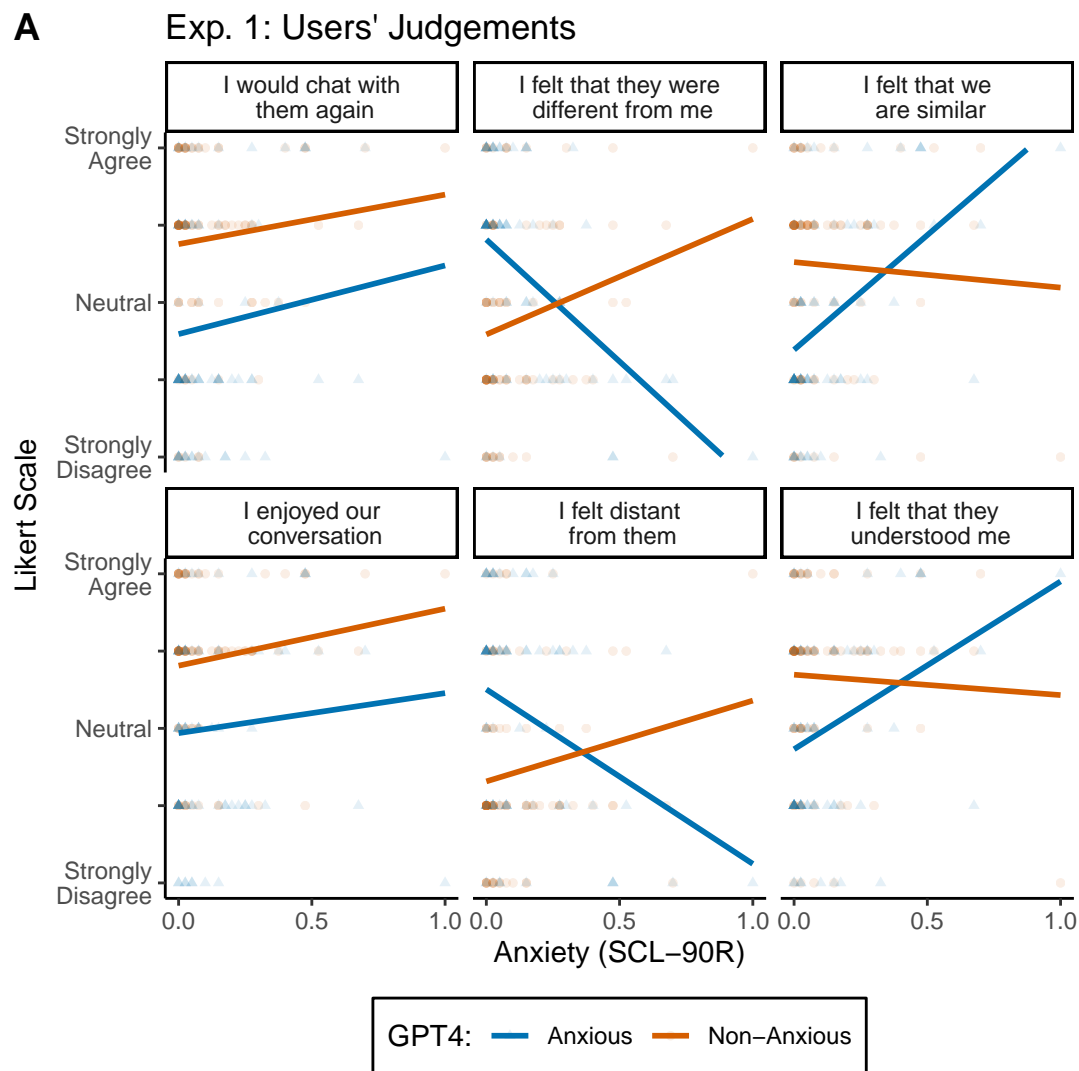 A
Exp. 1: Users' Judgements
I would chat with
them again
I felt that they were
different from me
I felt that we
are similar
Strongly
Agree
Neutral
Strongly
Disagree
I enjoyed our
conversation
I felt distant
from them
I felt that they
understood me
Strongly
Agree
Neutral
Strongly
Disagree
Likert Scale
0.0 0.5 1.0 0.0 0.5 1.0 0.0 0.5 1.0
Anxiety (SCL−90R)
GPT4: Anxious Non−Anxious